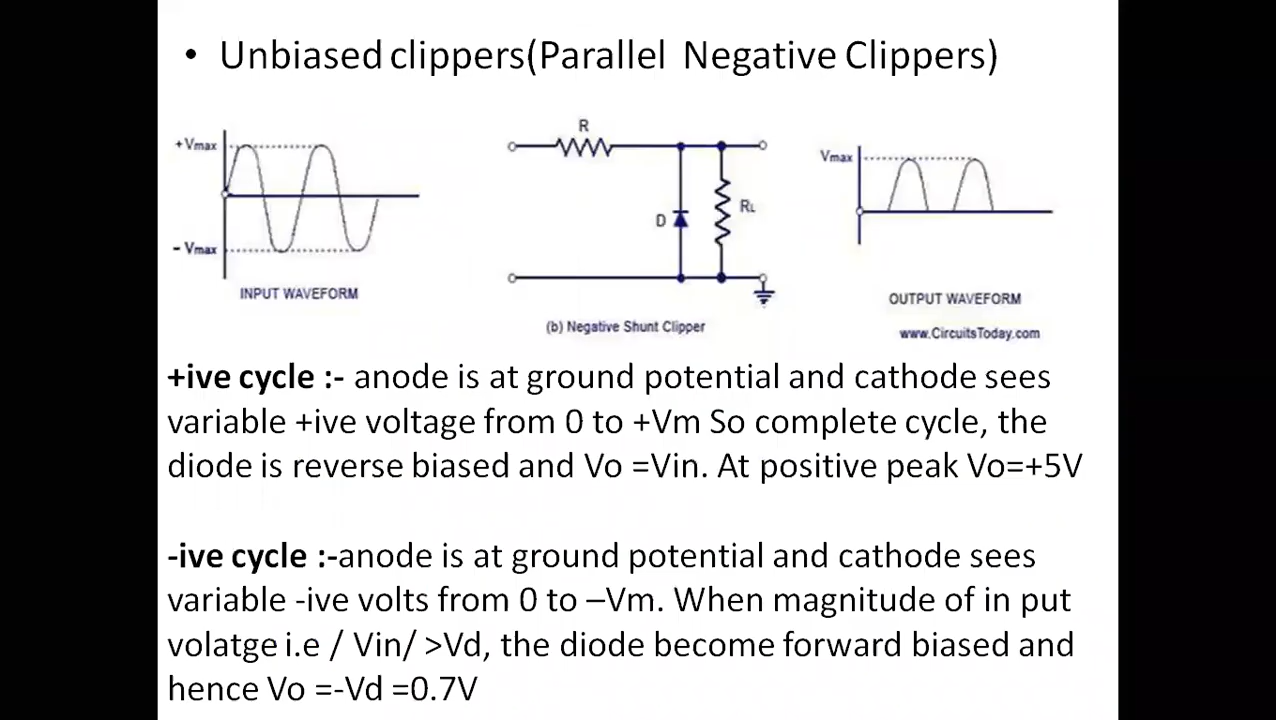 • Unbiased clippers(Parallel Negative Clippers)
+Vmax
- Vmax
INPUT WAVEFORM
R
D
RL
(b) Negative Shunt Clipper
Vmax
OUTPUT WAVEFORM
www.CircuitsToday.com
+ive cycle :- anode is at ground potential and cathode sees
variable +ive voltage from 0 to +Vm So complete cycle, the
diode is reverse biased and Vo =Vin. At positive peak Vo=+5V
-ive cycle :-anode is at ground potential and cathode sees
variable -ive volts from 0 to –Vm. When magnitude of in put
volatge i.e / Vin/ >Vd, the diode become forward biased and
hence Vo =-Vd =0.7V